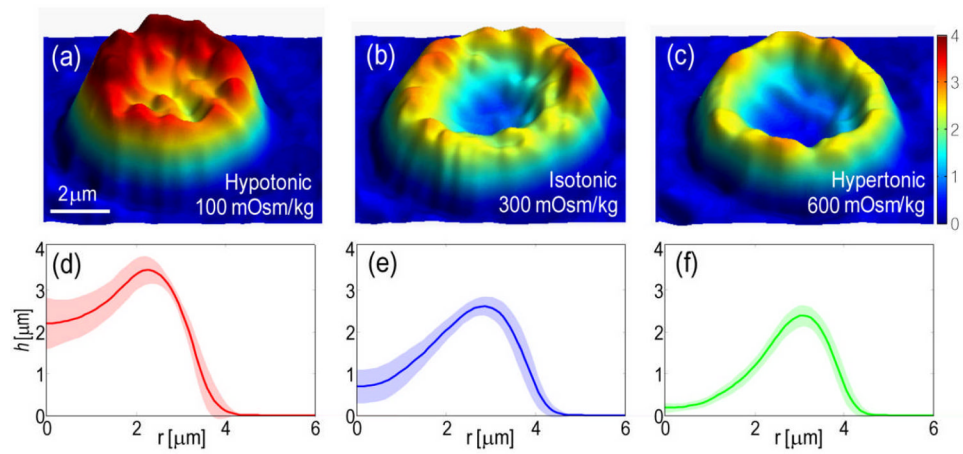 (a)
Hypotonic
100 mOsm/kg
2μm
(b)
Isotonic
300 mOsm/kg
(c)
Hypertonic
600 mOsm/kg
4
3
2
1
0
(d)
h [μm]
4
3
2
1
0
0 2 4 6
r [μm]
(e)
4
3
2
1
0
0 2 4 6
r [μm]
(f)
4
3
2
1
0
0 2 4 6
r [μm]